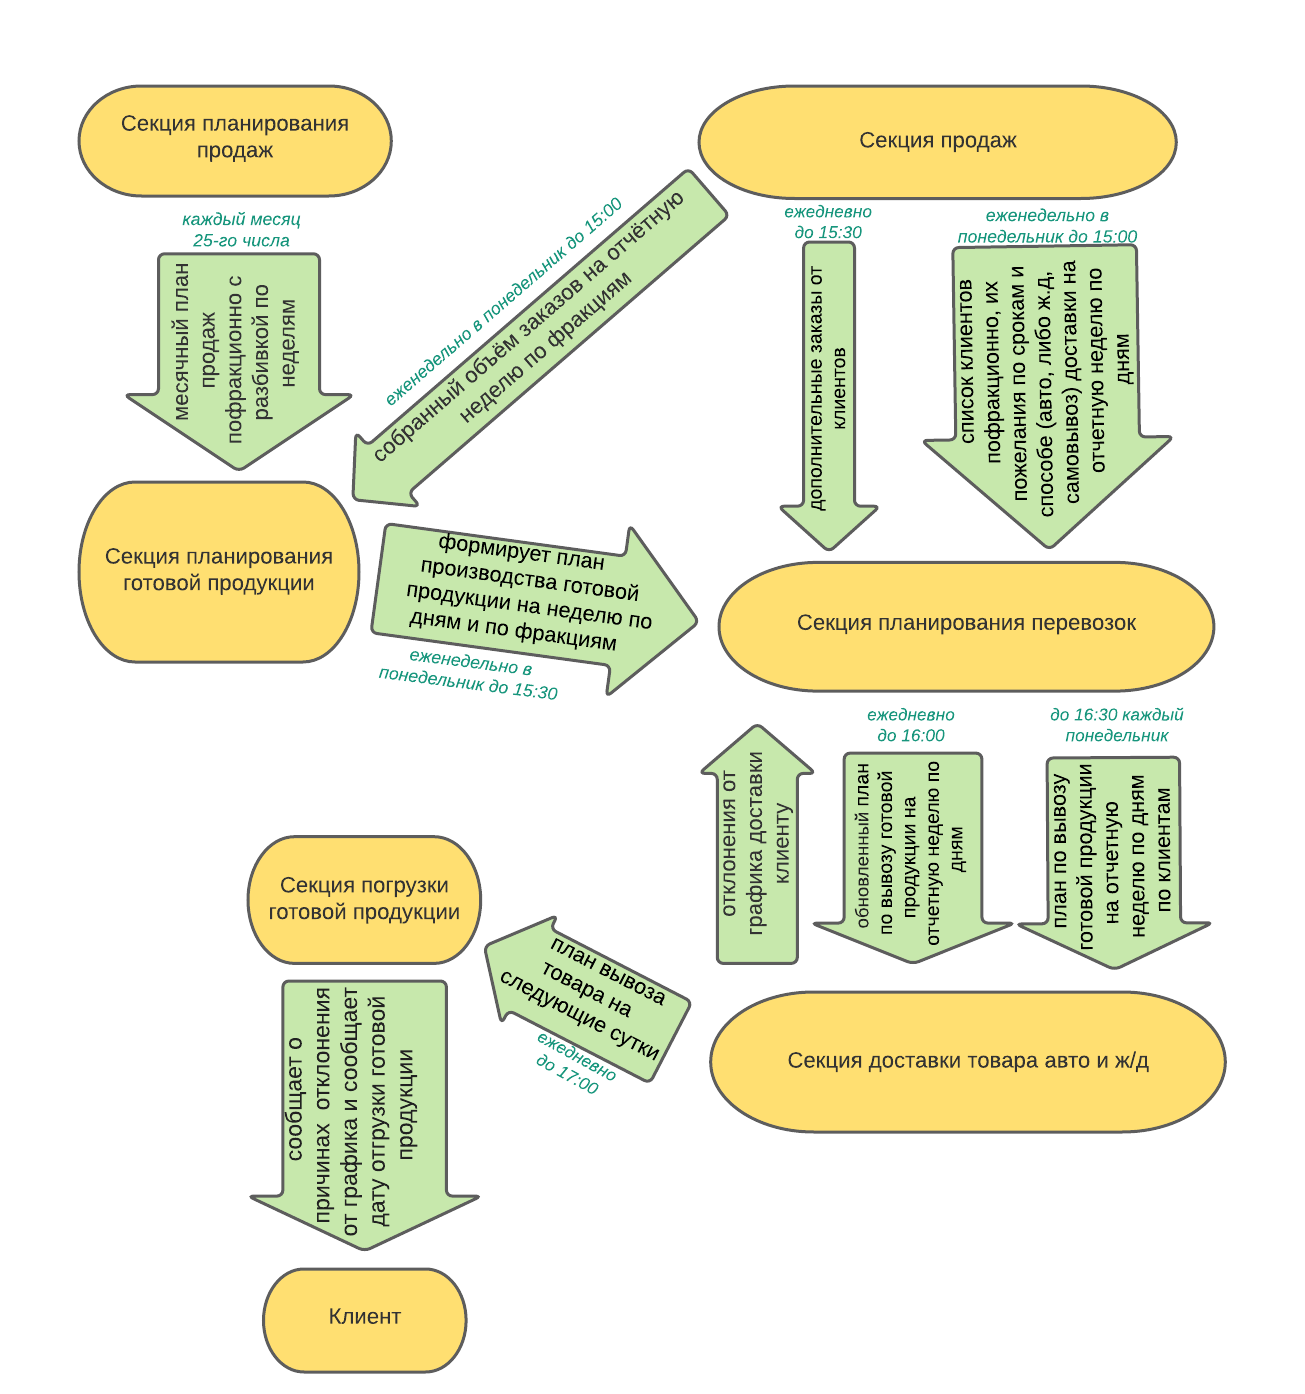 Секция планирования
продаж
Секция продаж
каждый месяц
25-го числа
месячный план
продаж
пофракционно с
разбивкой по
неделям
еженедельно в понедельник до 15:00
собранный объём заказов на отчётную
неделю по фракциям
ежедневно
до 15:30
дополнительные заказы от
клиентов
еженедельно в
понедельник до 15:00
список клиентов
пофракционно, их
пожелания по срокам и
способе (авто, либо ж.д,
самовывоз) доставки на
отчетную неделю по
дням
Секция планирования
готовой продукции
формирует план
производства готовой
продукции на неделю по
дням и по фракциям
еженедельно в
понедельник до 15:30
Секция планирования перевозок
отклонения от
графика доставки
клиенту
ежедневно
до 16:00
обновленный план
по вывозу готовой
продукции на
отчетную неделю по
дням
до 16:30 каждый
понедельник
план по вывозу
готовой продукции
на отчетную
неделю по дням
по клиентам
Секция погрузки
готовой продукции
план вывоза
товара на
следующие сутки
ежедневно
до 17:00
Секция доставки товара авто и ж/д
сообщает о
причинах отклонения
от графика и сообщает
дату отгрузки готовой
продукции
Клиент